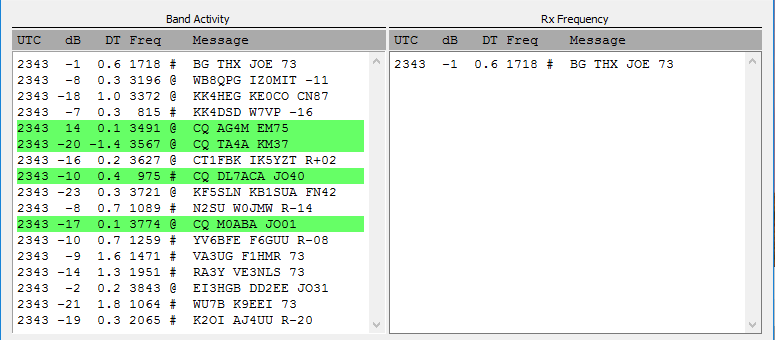 Band Activity
UTC dB DT Freq Message
2343 -1 0.6 1718 # BG THX JOE 73
2343 -8 0.3 3196 @ WB8QPG IZ0MIT -11
2343 -18 1.0 3372 @ KK4HEG KE0CO CN87
2343 -7 0.3 815 # KK4DSD W7VP -16
2343 14 0.1 3491 @ CQ AG4M EM75
2343 -20 -1.4 3567 @ CQ TA4A KM37
2343 -16 0.2 3627 @ CT1FBK IK5YZT R+02
2343 -10 0.4 975 # CQ DL7ACA JO40
2343 -23 0.3 3721 @ KF5SLN KB1SUA FN42
2343 -8 0.7 1089 # N2SU W0JMW R-14
2343 -17 0.1 3774 @ CQ M0ABA JO01
2343 -10 0.7 1259 # YV6BFE F6GUU R-08
2343 -9 1.6 1471 # VA3UG F1HMR 73
2343 -14 1.3 1951 # RA3Y VE3NLS 73
2343 -2 0.2 3843 @ EI3HGB DD2EE JO31
2343 -21 1.8 1064 # WU7B K9EEI 73
2343 -19 0.3 2065 # K2OI AJ4UU R-20
Rx Frequency
UTC dB DT Freq Message
2343 -1 0.6 1718 # BG THX JOE 73